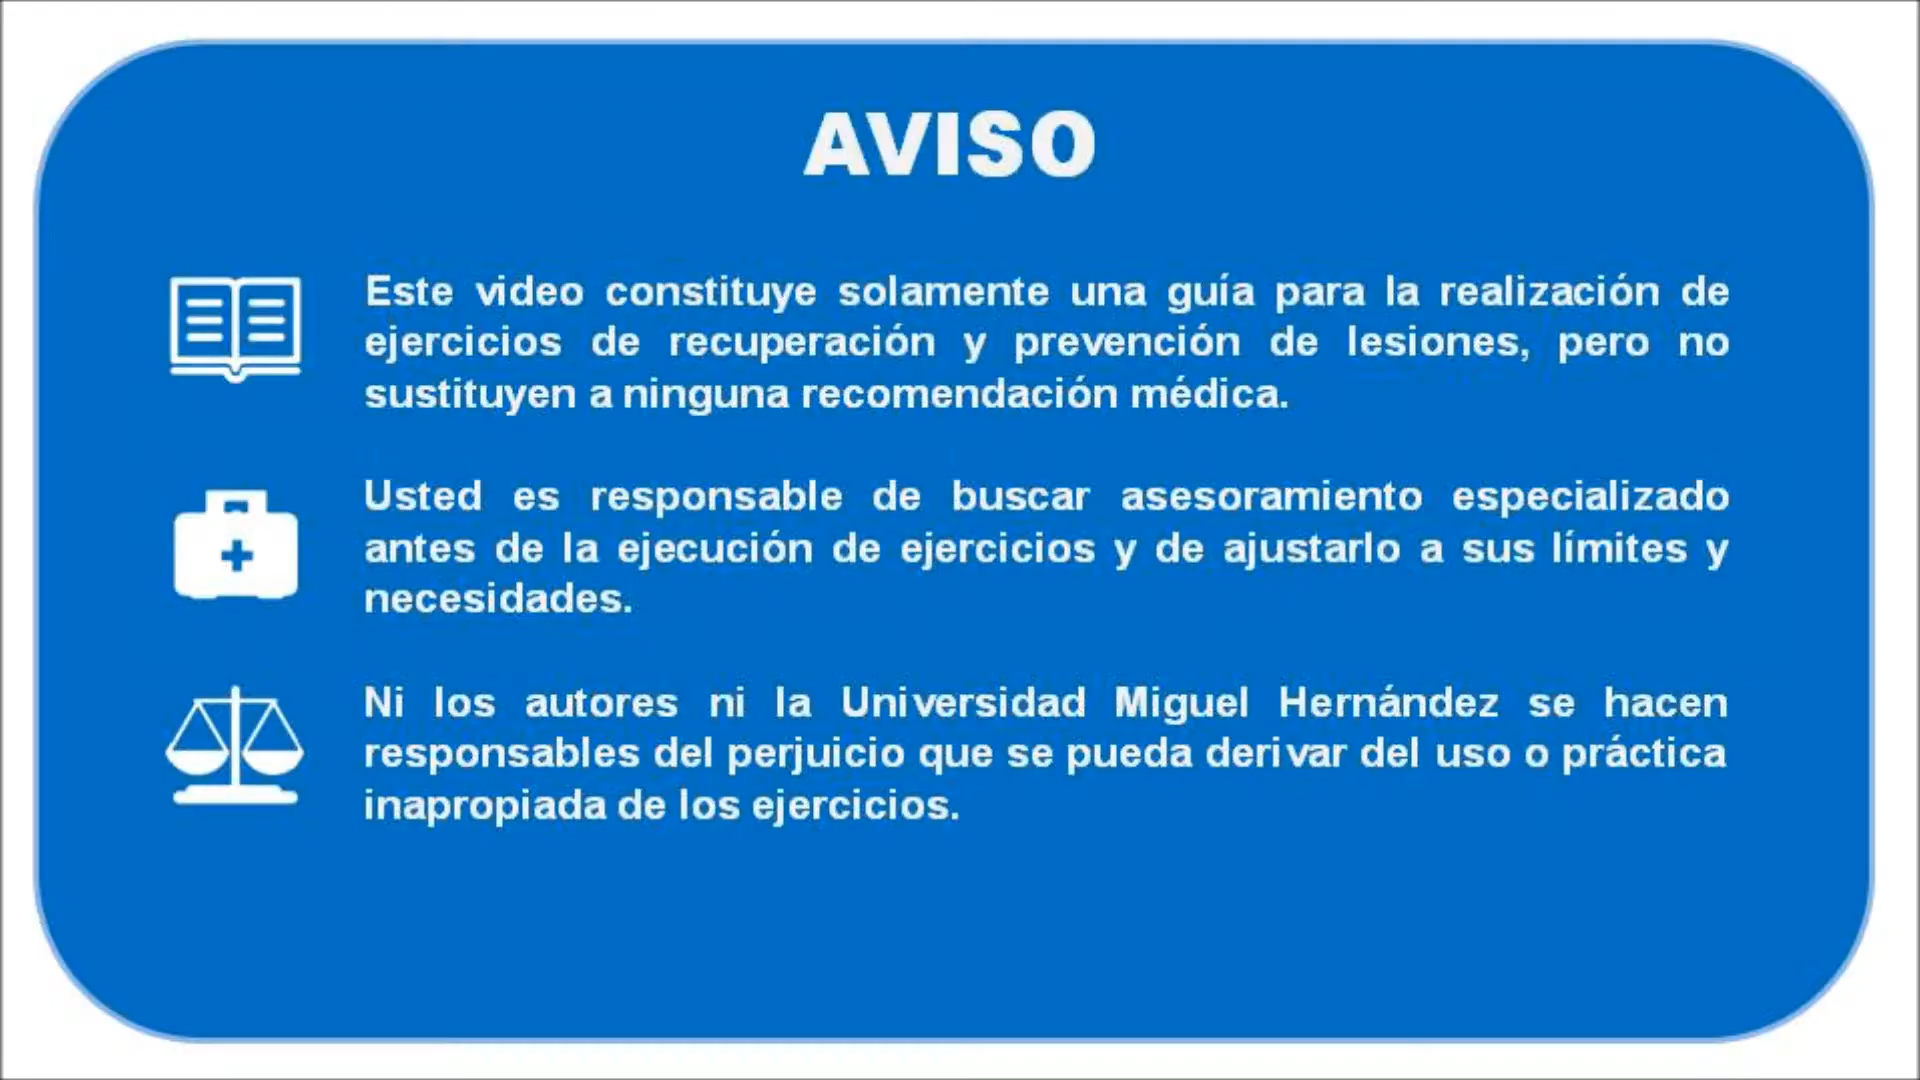 AVISO
Este video constituye solamente una guía para la realización de
ejercicios de recuperación y prevención de lesiones, pero no
sustituyen a ninguna recomendación médica.
Usted es responsable de buscar asesoramiento especializado
antes de la ejecución de ejercicios y de ajustarlo a sus límites y
necesidades.
Ni los autores ni la Universidad Miguel Hernández se hacen
responsables del perjuicio que se pueda derivar del uso o práctica
inapropiada de los ejercicios.